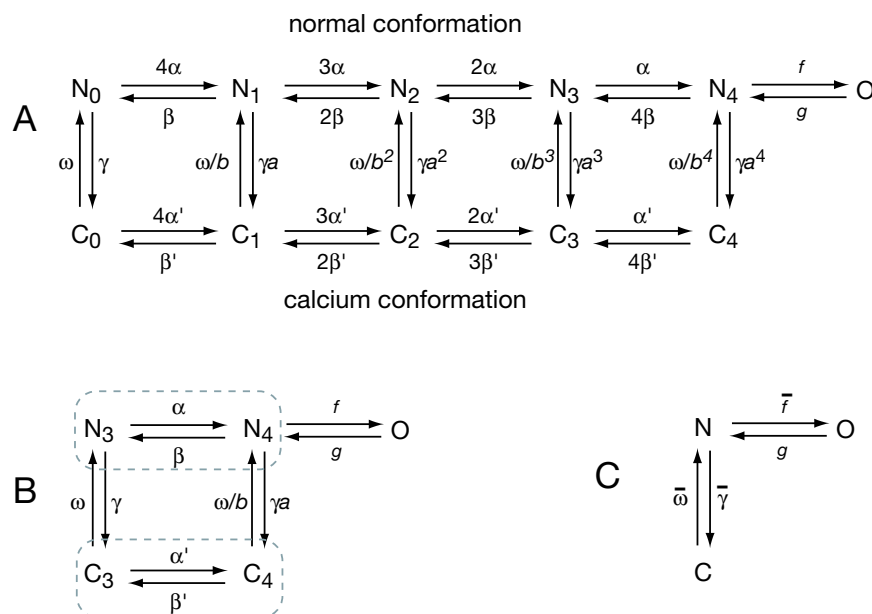 normal conformation
4α 3α 2α α f
N0 N1 N2 N3 N4 O
β 2β 3β 4β g
A
ω γ ω/b γa ω/b² γa² ω/b³ γa³ ω/b⁴ γa⁴
4α' 3α' 2α' α'
C0 C1 C2 C3 C4
β' 2β' 3β' 4β'
calcium conformation
α f
N3 N4 O
β g
B
ω γ ω/b γa
α'
C3 C4
β'
f̄
N O
g
C
ω̄ γ̄
C